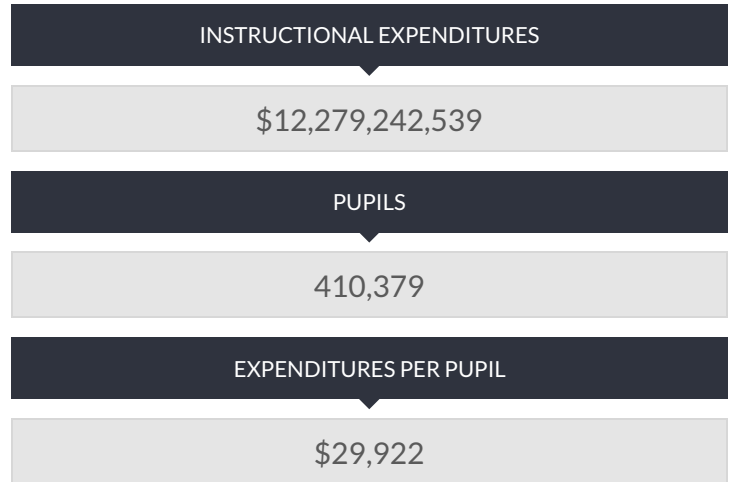 INSTRUCTIONAL EXPENDITURES
$12,279,242,539
PUPILS
410,379
EXPENDITURES PER PUPIL
$29,922